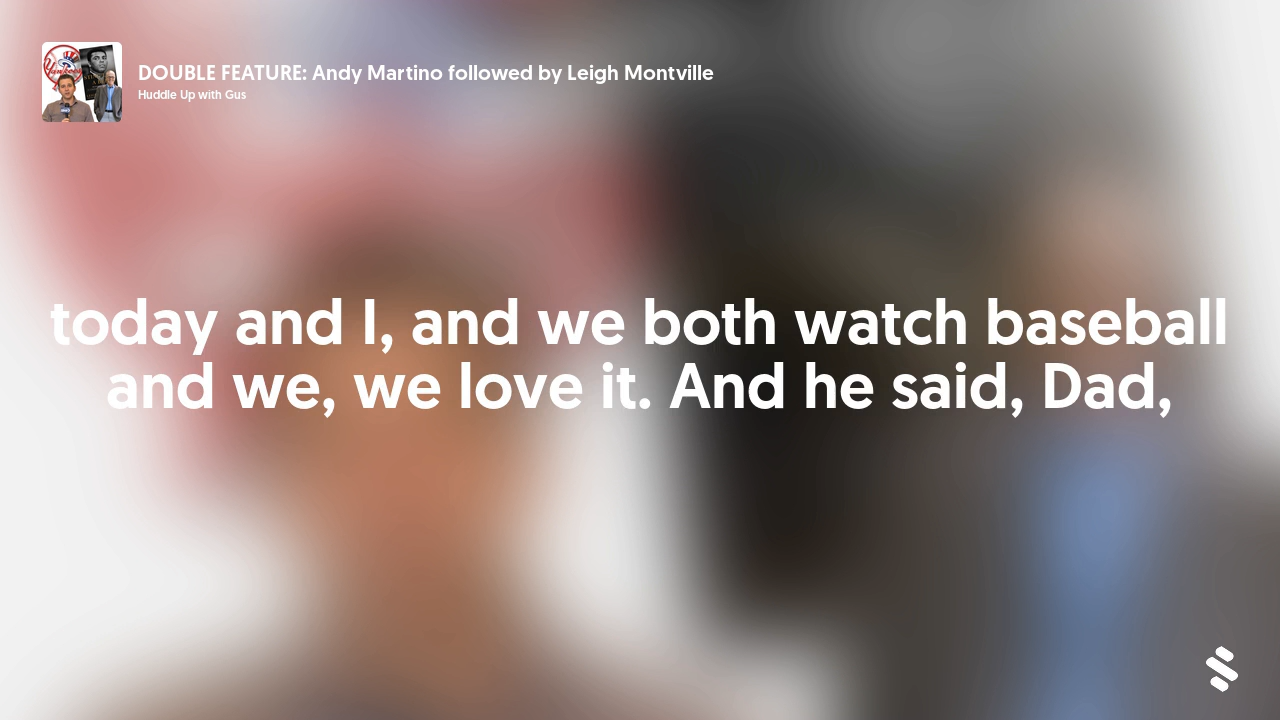 DOUBLE FEATURE: Andy Martino followed by Leigh Montville
Huddle Up with Gus
today and I, and we both watch baseball
and we, we love it. And he said, Dad,